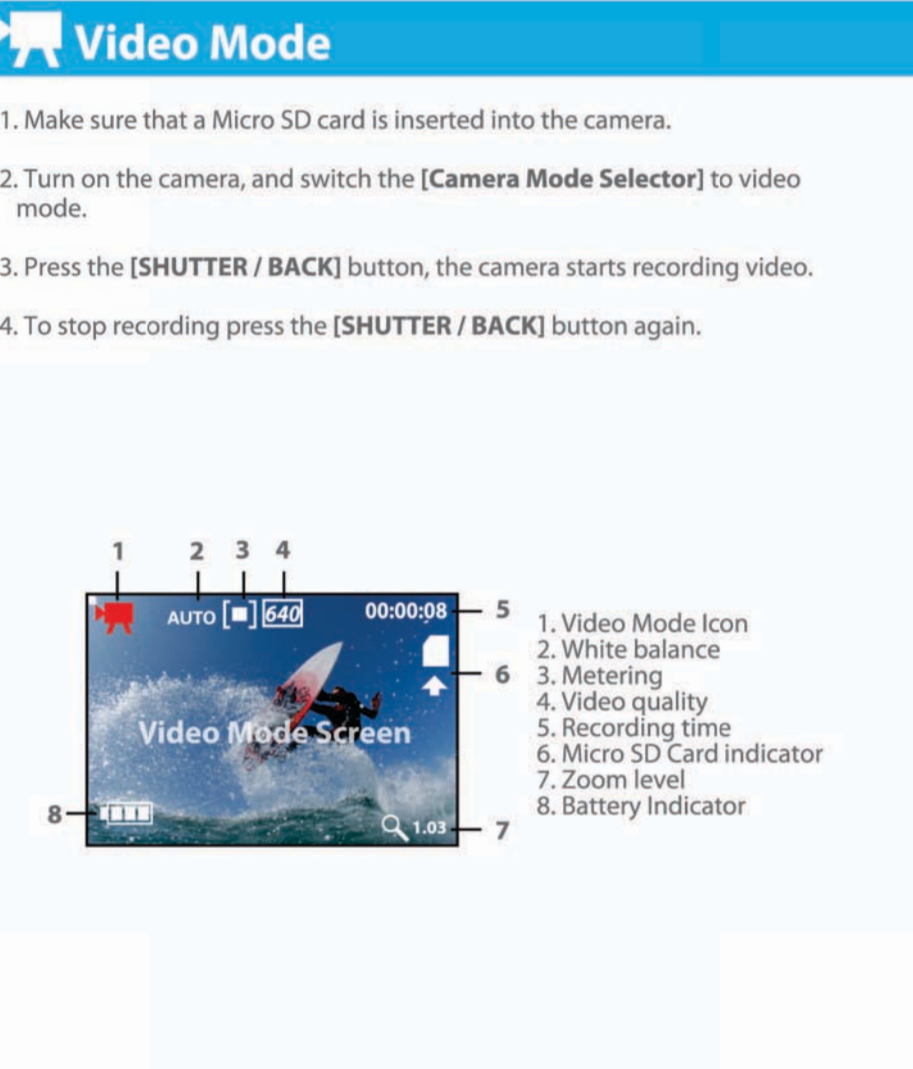 Video Mode
1. Make sure that a Micro SD card is inserted into the camera.
2. Turn on the camera, and switch the [Camera Mode Selector] to video
mode.
3. Press the [SHUTTER / BACK] button, the camera starts recording video.
4. To stop recording press the [SHUTTER / BACK] button again.
1 2 3 4
AUTO 640 00:00:08 5
6
Video Mode Screen
8
1.03 7
1. Video Mode Icon
2. White balance
3. Metering
4. Video quality
5. Recording time
6. Micro SD Card indicator
7. Zoom level
8. Battery Indicator